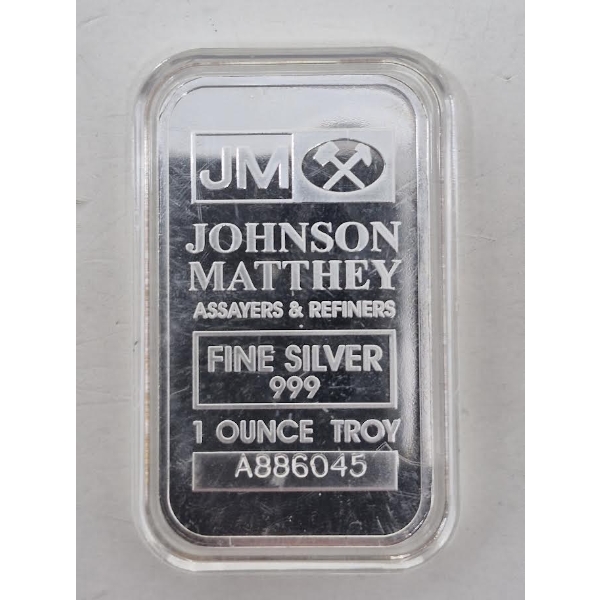 JM
JOHNSON
MATTHEY
ASSAYERS & REFINERS
FINE SILVER
999
1 OUNCE TROY
A886045